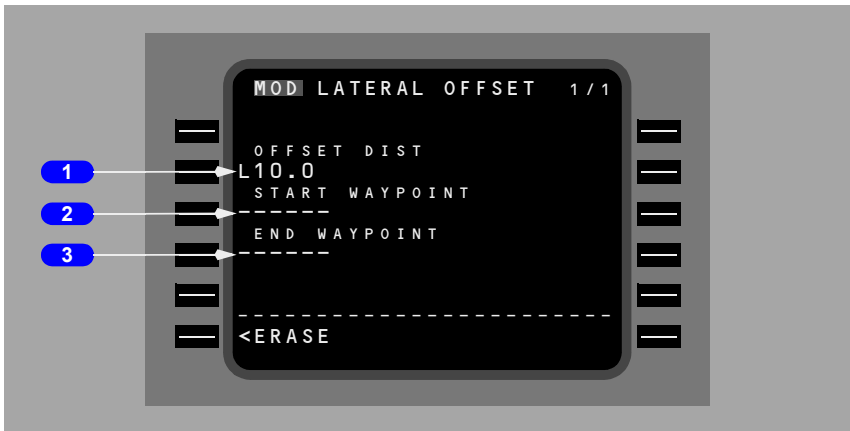 MOD LATERAL OFFSET 1/1
OFFSET DIST
1
L10.0
START WAYPOINT
2
------
END WAYPOINT
3
------
------------------------
<ERASE